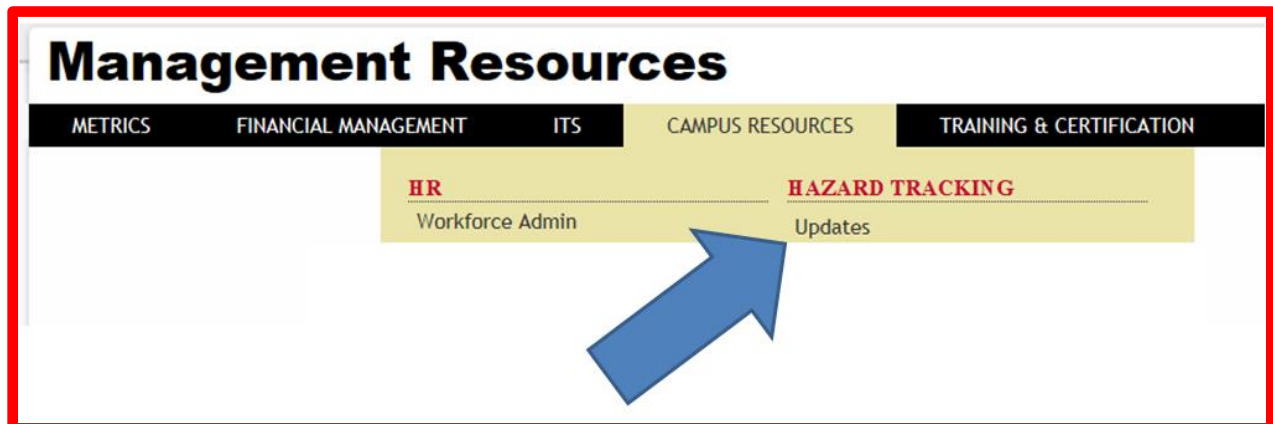 Management Resources
METRICS FINANCIAL MANAGEMENT ITS CAMPUS RESOURCES TRAINING & CERTIFICATION
HR HAZARD TRACKING
Workforce Admin Updates